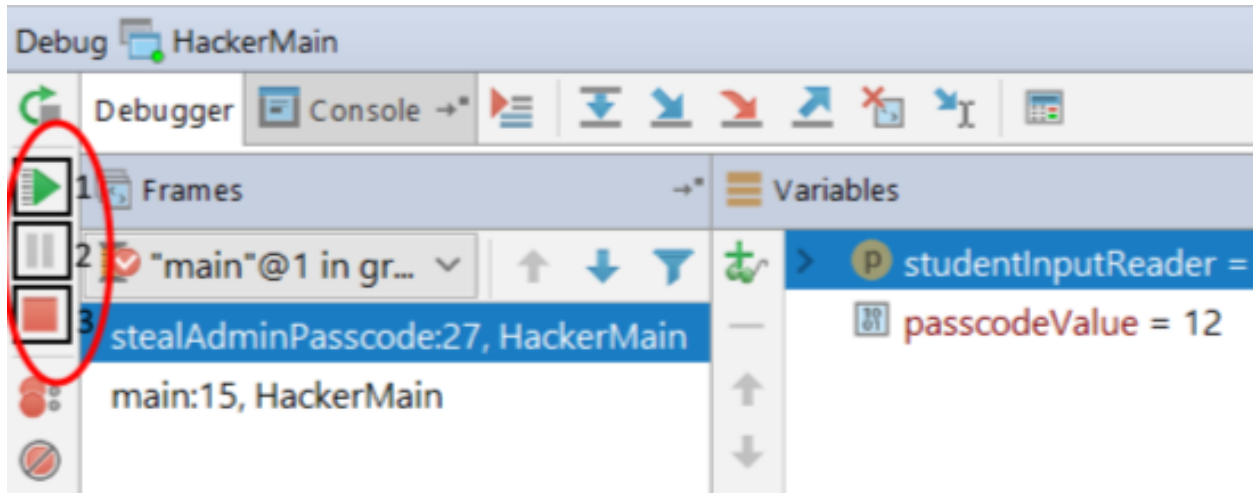 Debug HackerMain
Debugger Console
1 Frames Variables
2 "main"@1 in gr... studentInputReader =
3 stealAdminPasscode:27, HackerMain passcodeValue = 12
main:15, HackerMain